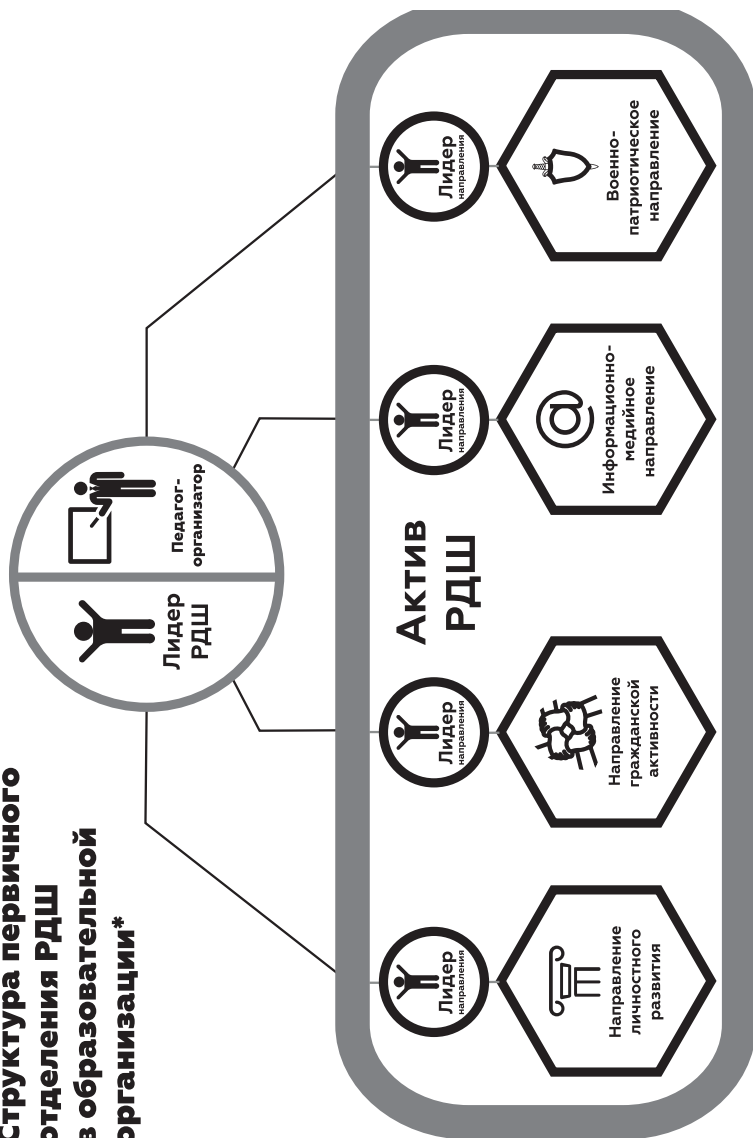 Структура первичного
отделения РДШ
в образовательной
организации*
Лидер
РДШ
Педагог-
организатор
Актив
РДШ
Лидер
направления
Лидер
направления
Лидер
направления
Лидер
направления
Направление
личностного
развития
Направление
гражданской
активности
Информационно-
медийное
направление
Военно-
патриотическое
направление